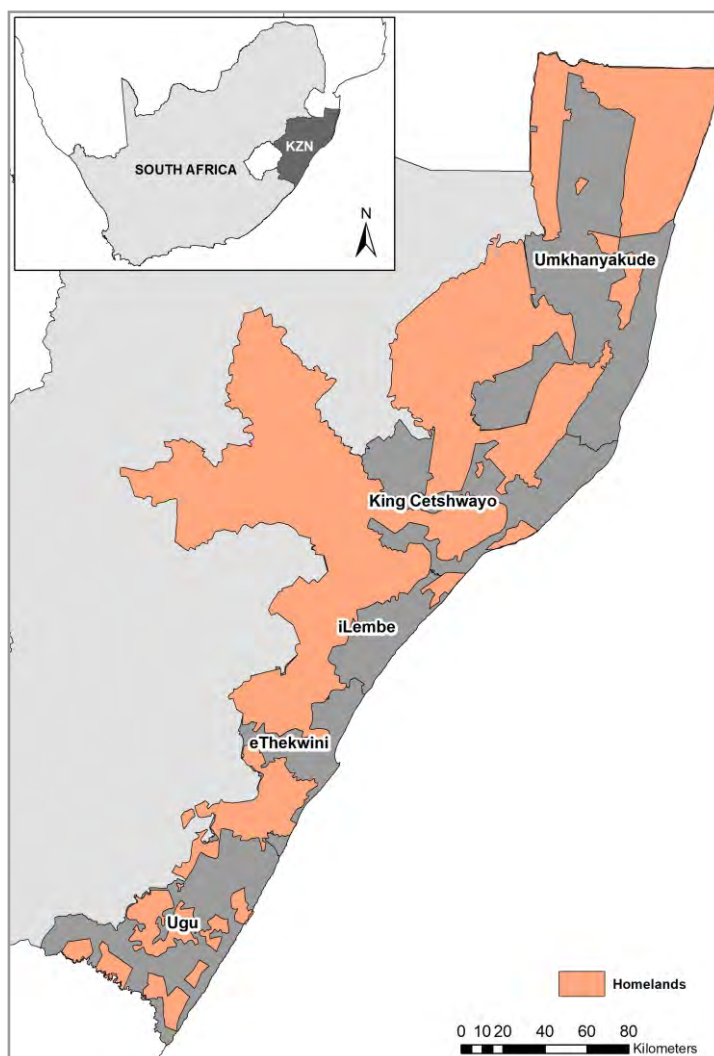 KZN
SOUTH AFRICA
N
Umkhanyakude
King Cetshwayo
iLembe
eThekwini
Ugu
Homelands
0 10 20 40 60 80
Kilometers